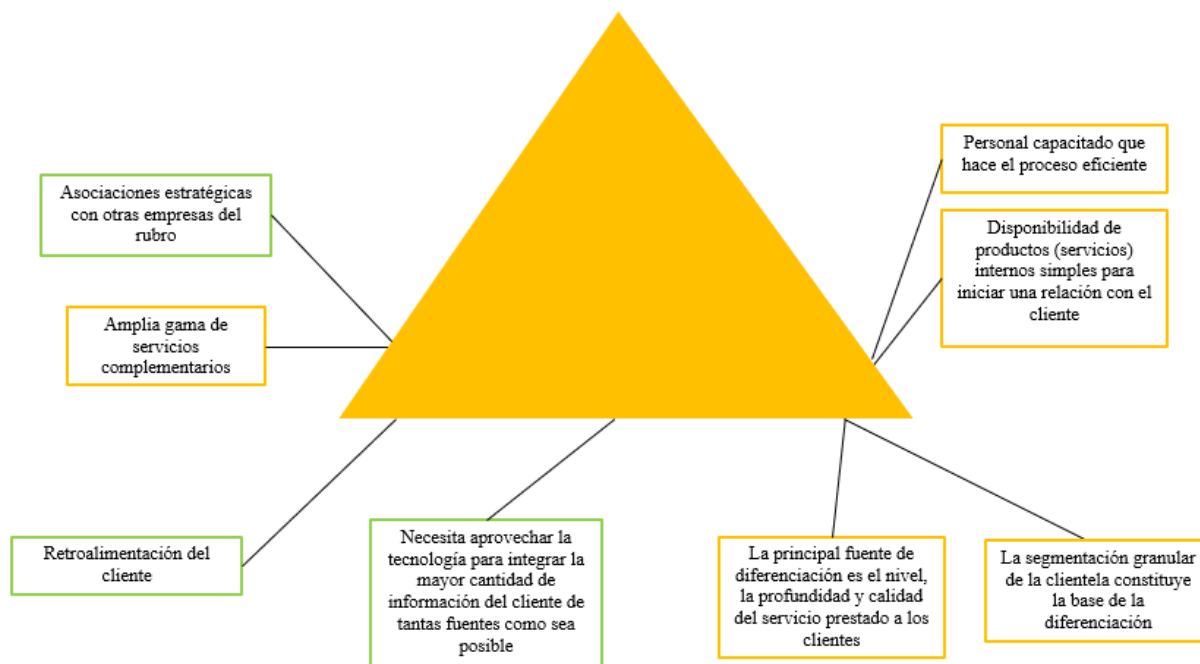 Personal capacitado que
hace el proceso eficiente
Asociaciones estratégicas
con otras empresas del
rubro
Disponibilidad de
productos (servicios)
internos simples para
iniciar una relación con el
cliente
Amplia gama de
servicios
complementarios
Retroalimentación del
cliente
Necesita aprovechar la
tecnología para integrar la
mayor cantidad de
información del cliente de
tantas fuentes como sea
posible
La principal fuente de
diferenciación es el nivel,
la profundidad y calidad
del servicio prestado a los
clientes
La segmentación granular
de la clientela constituye
la base de la
diferenciación